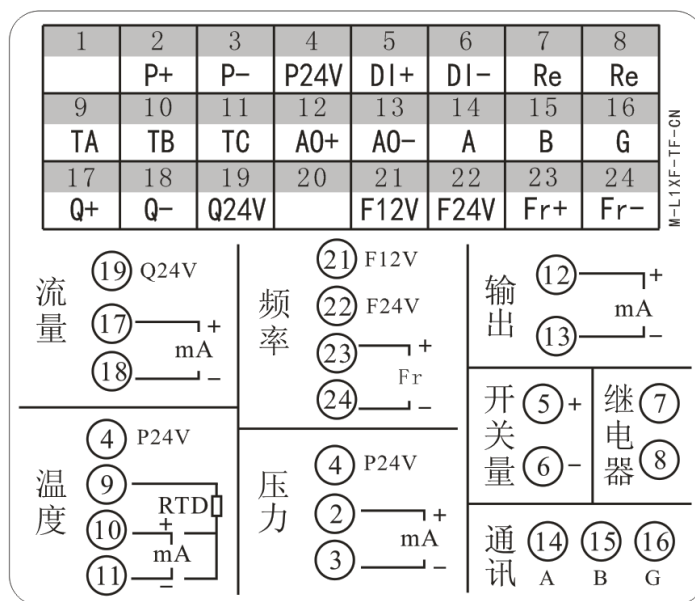 1 2 3 4 5 6 7 8
P+ P− P24V DI+ DI− Re Re
9 10 11 12 13 14 15 16
TA TB TC AO+ AO− A B G
17 18 19 20 21 22 23 24
Q+ Q− Q24V F12V F24V Fr+ Fr−
M-L1XF-TF-CN
流量
19 Q24V
17 +
mA
18 −
频率
21 F12V
22 F24V
23 +
Fr
24 −
输出
12 +
mA
13 −
开关量
5 +
6 −
继电器
7
8
温度
4 P24V
9
RTD
10 +
mA
11 −
压力
4 P24V
2 +
mA
3 −
通讯
14 15 16
A B G